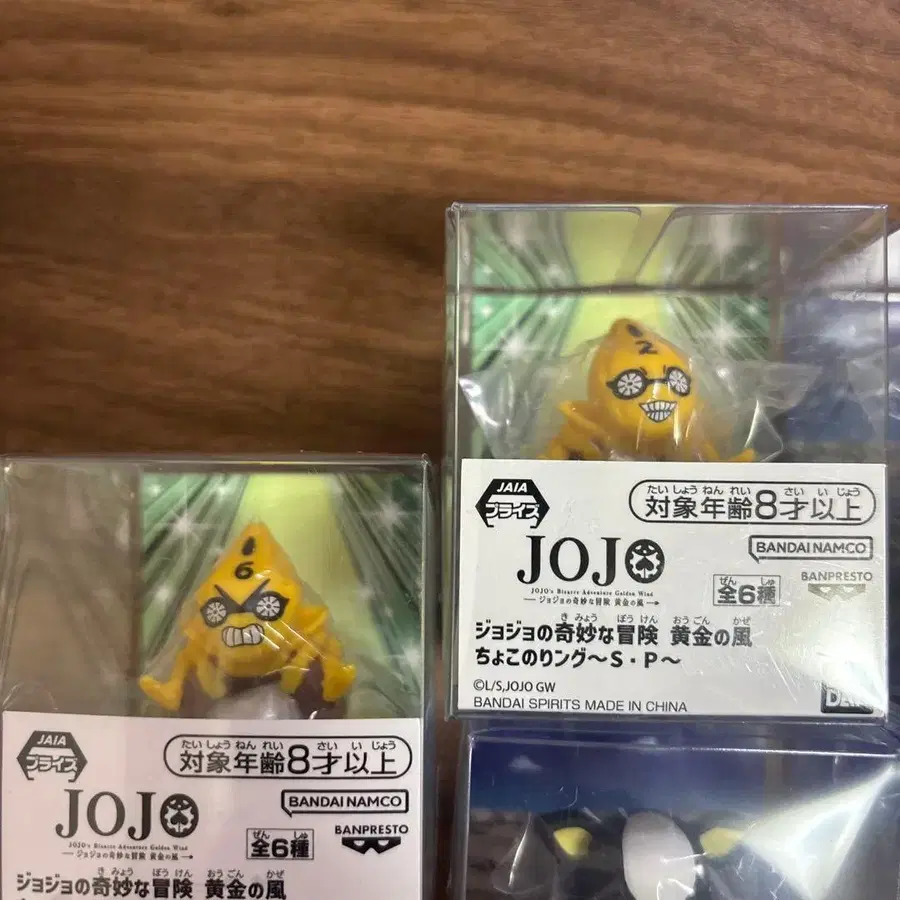 2
JAIA
プライズ
たいしょうねんれい さい いじょう
対象年齢8才以上
JOJO
JOJO's Bizarre Adventure Golden Wind
ジョジョの奇妙な冒険 黄金の風
BANDAI NAMCO
BANPRESTO
ぜん しゅ
全6種
きみょう ぼうけん おうごん かぜ
ジョジョの奇妙な冒険 黄金の風
ちょこのりング～S・P～
©L/S,JOJO GW
BANDAI SPIRITS MADE IN CHINA
6
JAIA
プライズ
たいしょうねんれい さい いじょう
対象年齢8才以上
JOJO
JOJO's Bizarre Adventure Golden Wind
ジョジョの奇妙な冒険 黄金の風
BANDAI NAMCO
BANPRESTO
ぜん しゅ
全6種
きみょう ぼうけん おうごん かぜ
ジョジョの奇妙な冒険 黄金の風